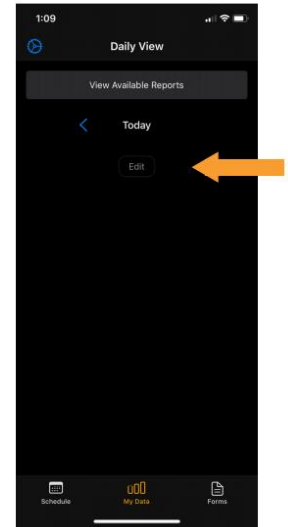 1:09
Daily View
View Available Reports
Today
Edit
Schedule
My Data
Forms